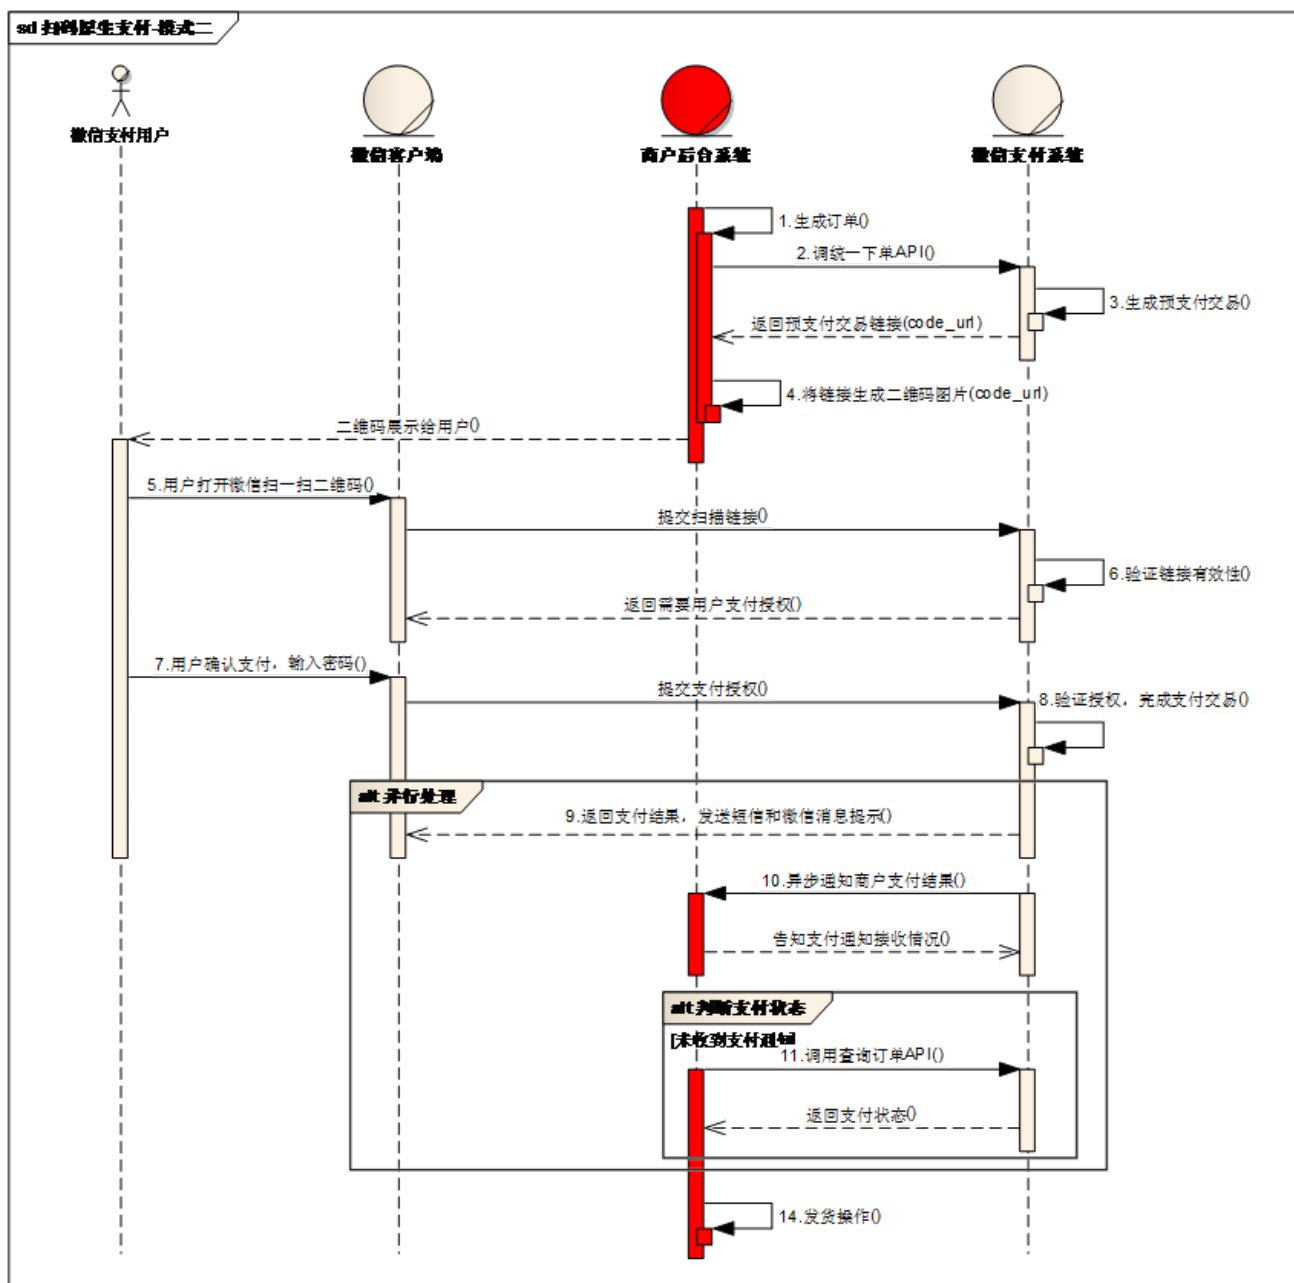 sd 扫码原生支付-模式二
微信支付用户
微信客户端
商户后台系统
微信支付系统
1.生成订单()
2.调统一下单API()
3.生成预支付交易()
返回预支付交易链接(code_url)
4.将链接生成二维码图片(code_url)
二维码展示给用户()
5.用户打开微信扫一扫二维码()
提交扫描链接()
6.验证链接有效性()
返回需要用户支付授权()
7.用户确认支付，输入密码()
提交支付授权()
8.验证授权，完成支付交易()
alt 并行处理
9.返回支付结果，发送短信和微信消息提示()
10.异步通知商户支付结果()
告知支付通知接收情况()
alt 判断支付状态
[未收到支付通知]
11.调用查询订单API()
返回支付状态()
14.发货操作()